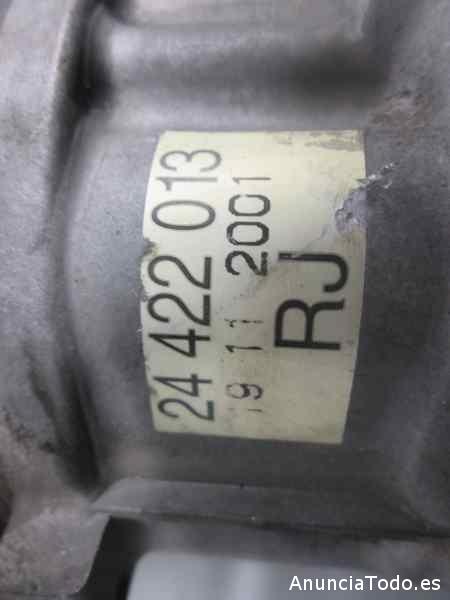 24 422 013
19 11 2001
RJ
AnunciaTodo.es